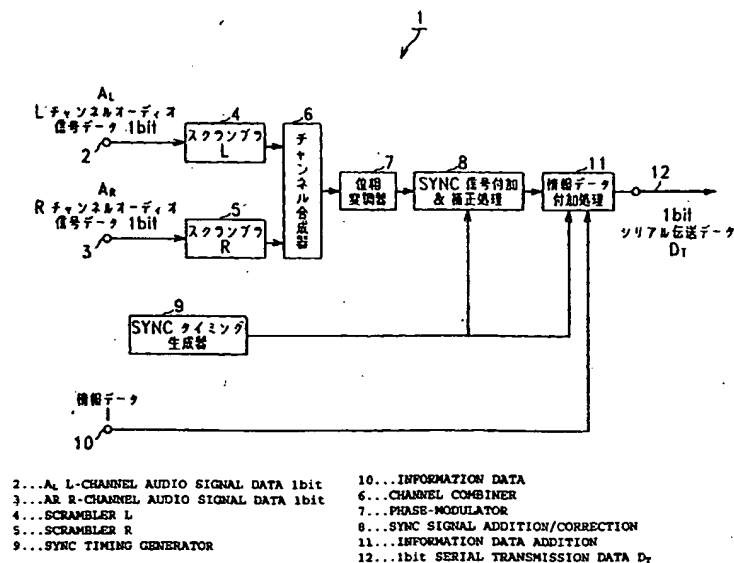 1
AL
Lチャンネルオーディオ
信号データ 1bit
2
4
スクランブラ
L
6
チャンネル合成器
AR
Rチャンネルオーディオ
信号データ 1bit
3
5
スクランブラ
R
7
位相
変調器
8
SYNC 信号付加
& 補正処理
11
情報データ
付加処理
12
1bit
シリアル伝送データ
DT
9
SYNC タイミング
生成器
情報データ
10
2...AL L-CHANNEL AUDIO SIGNAL DATA 1bit
3...AR R-CHANNEL AUDIO SIGNAL DATA 1bit
4...SCRAMBLER L
5...SCRAMBLER R
9...SYNC TIMING GENERATOR
10...INFORMATION DATA
6...CHANNEL COMBINER
7...PHASE-MODULATOR
8...SYNC SIGNAL ADDITION/CORRECTION
11...INFORMATION DATA ADDITION
12...1bit SERIAL TRANSMISSION DATA DT